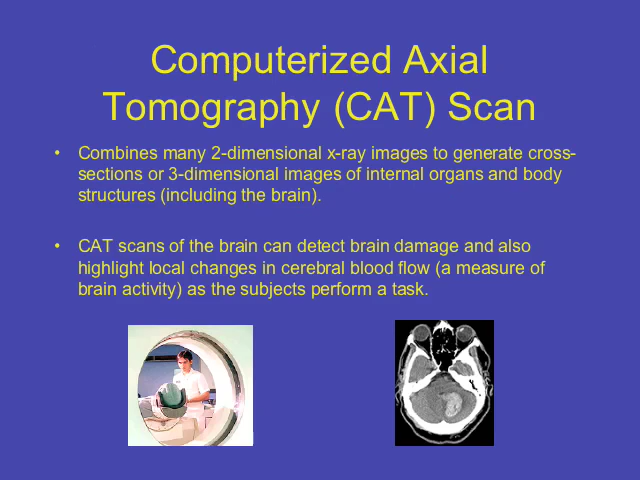 Computerized Axial
Tomography (CAT) Scan
• Combines many 2-dimensional x-ray images to generate cross-
sections or 3-dimensional images of internal organs and body
structures (including the brain).
• CAT scans of the brain can detect brain damage and also
highlight local changes in cerebral blood flow (a measure of
brain activity) as the subjects perform a task.